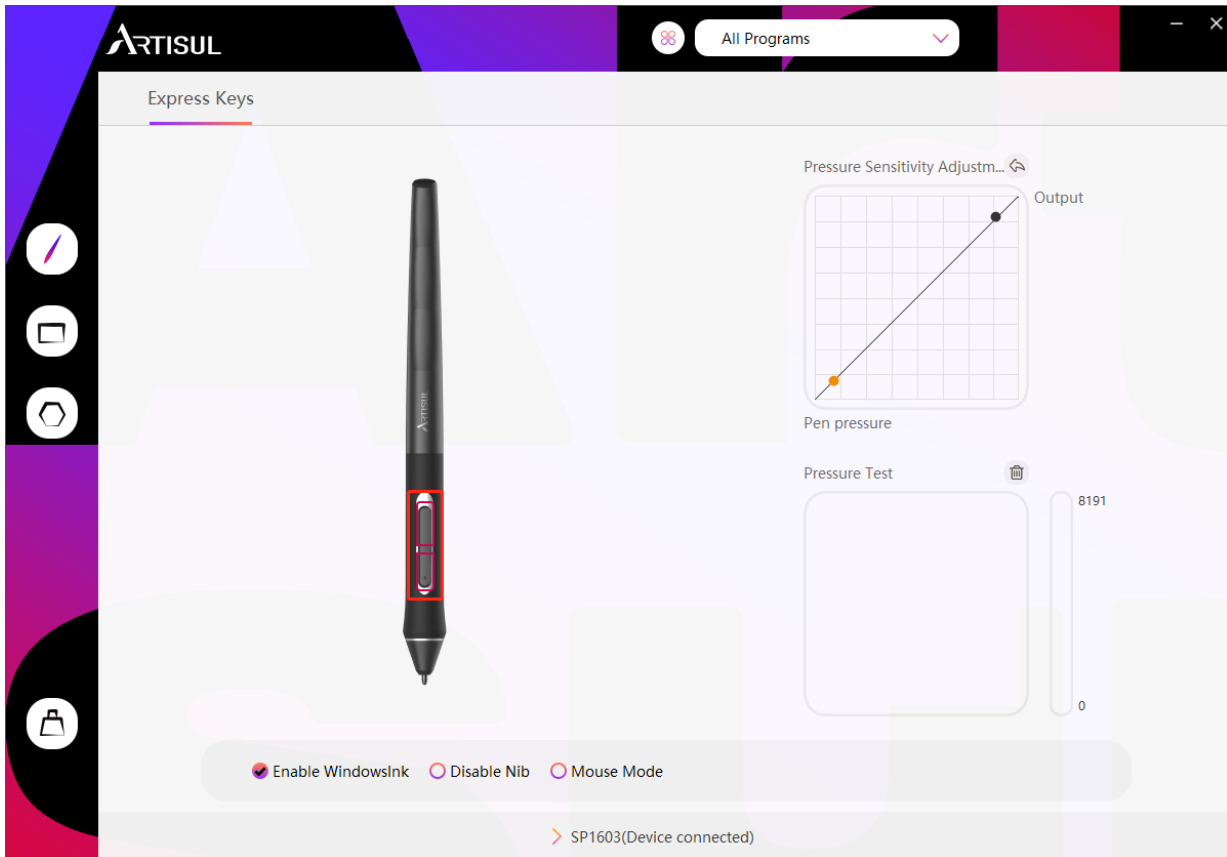 ARTISUL
All Programs
Express Keys
Pressure Sensitivity Adjustm...
Output
ARTISUL
Pen pressure
Pressure Test
8191
0
Enable WindowsInk
Disable Nib
Mouse Mode
SP1603(Device connected)